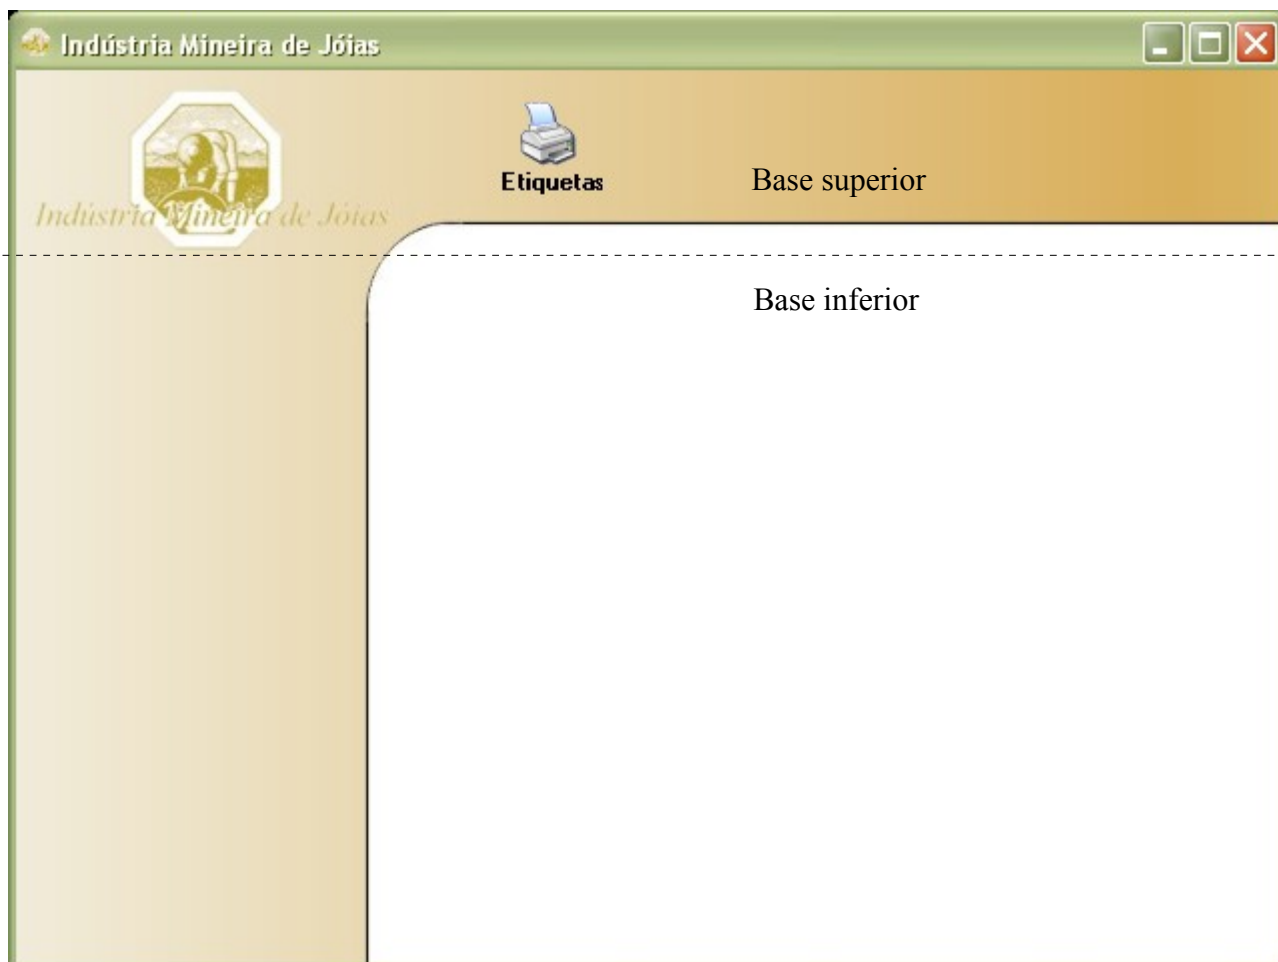 Indústria Mineira de Jóias
Etiquetas
Base superior
Indústria Mineira de Jóias
Base inferior